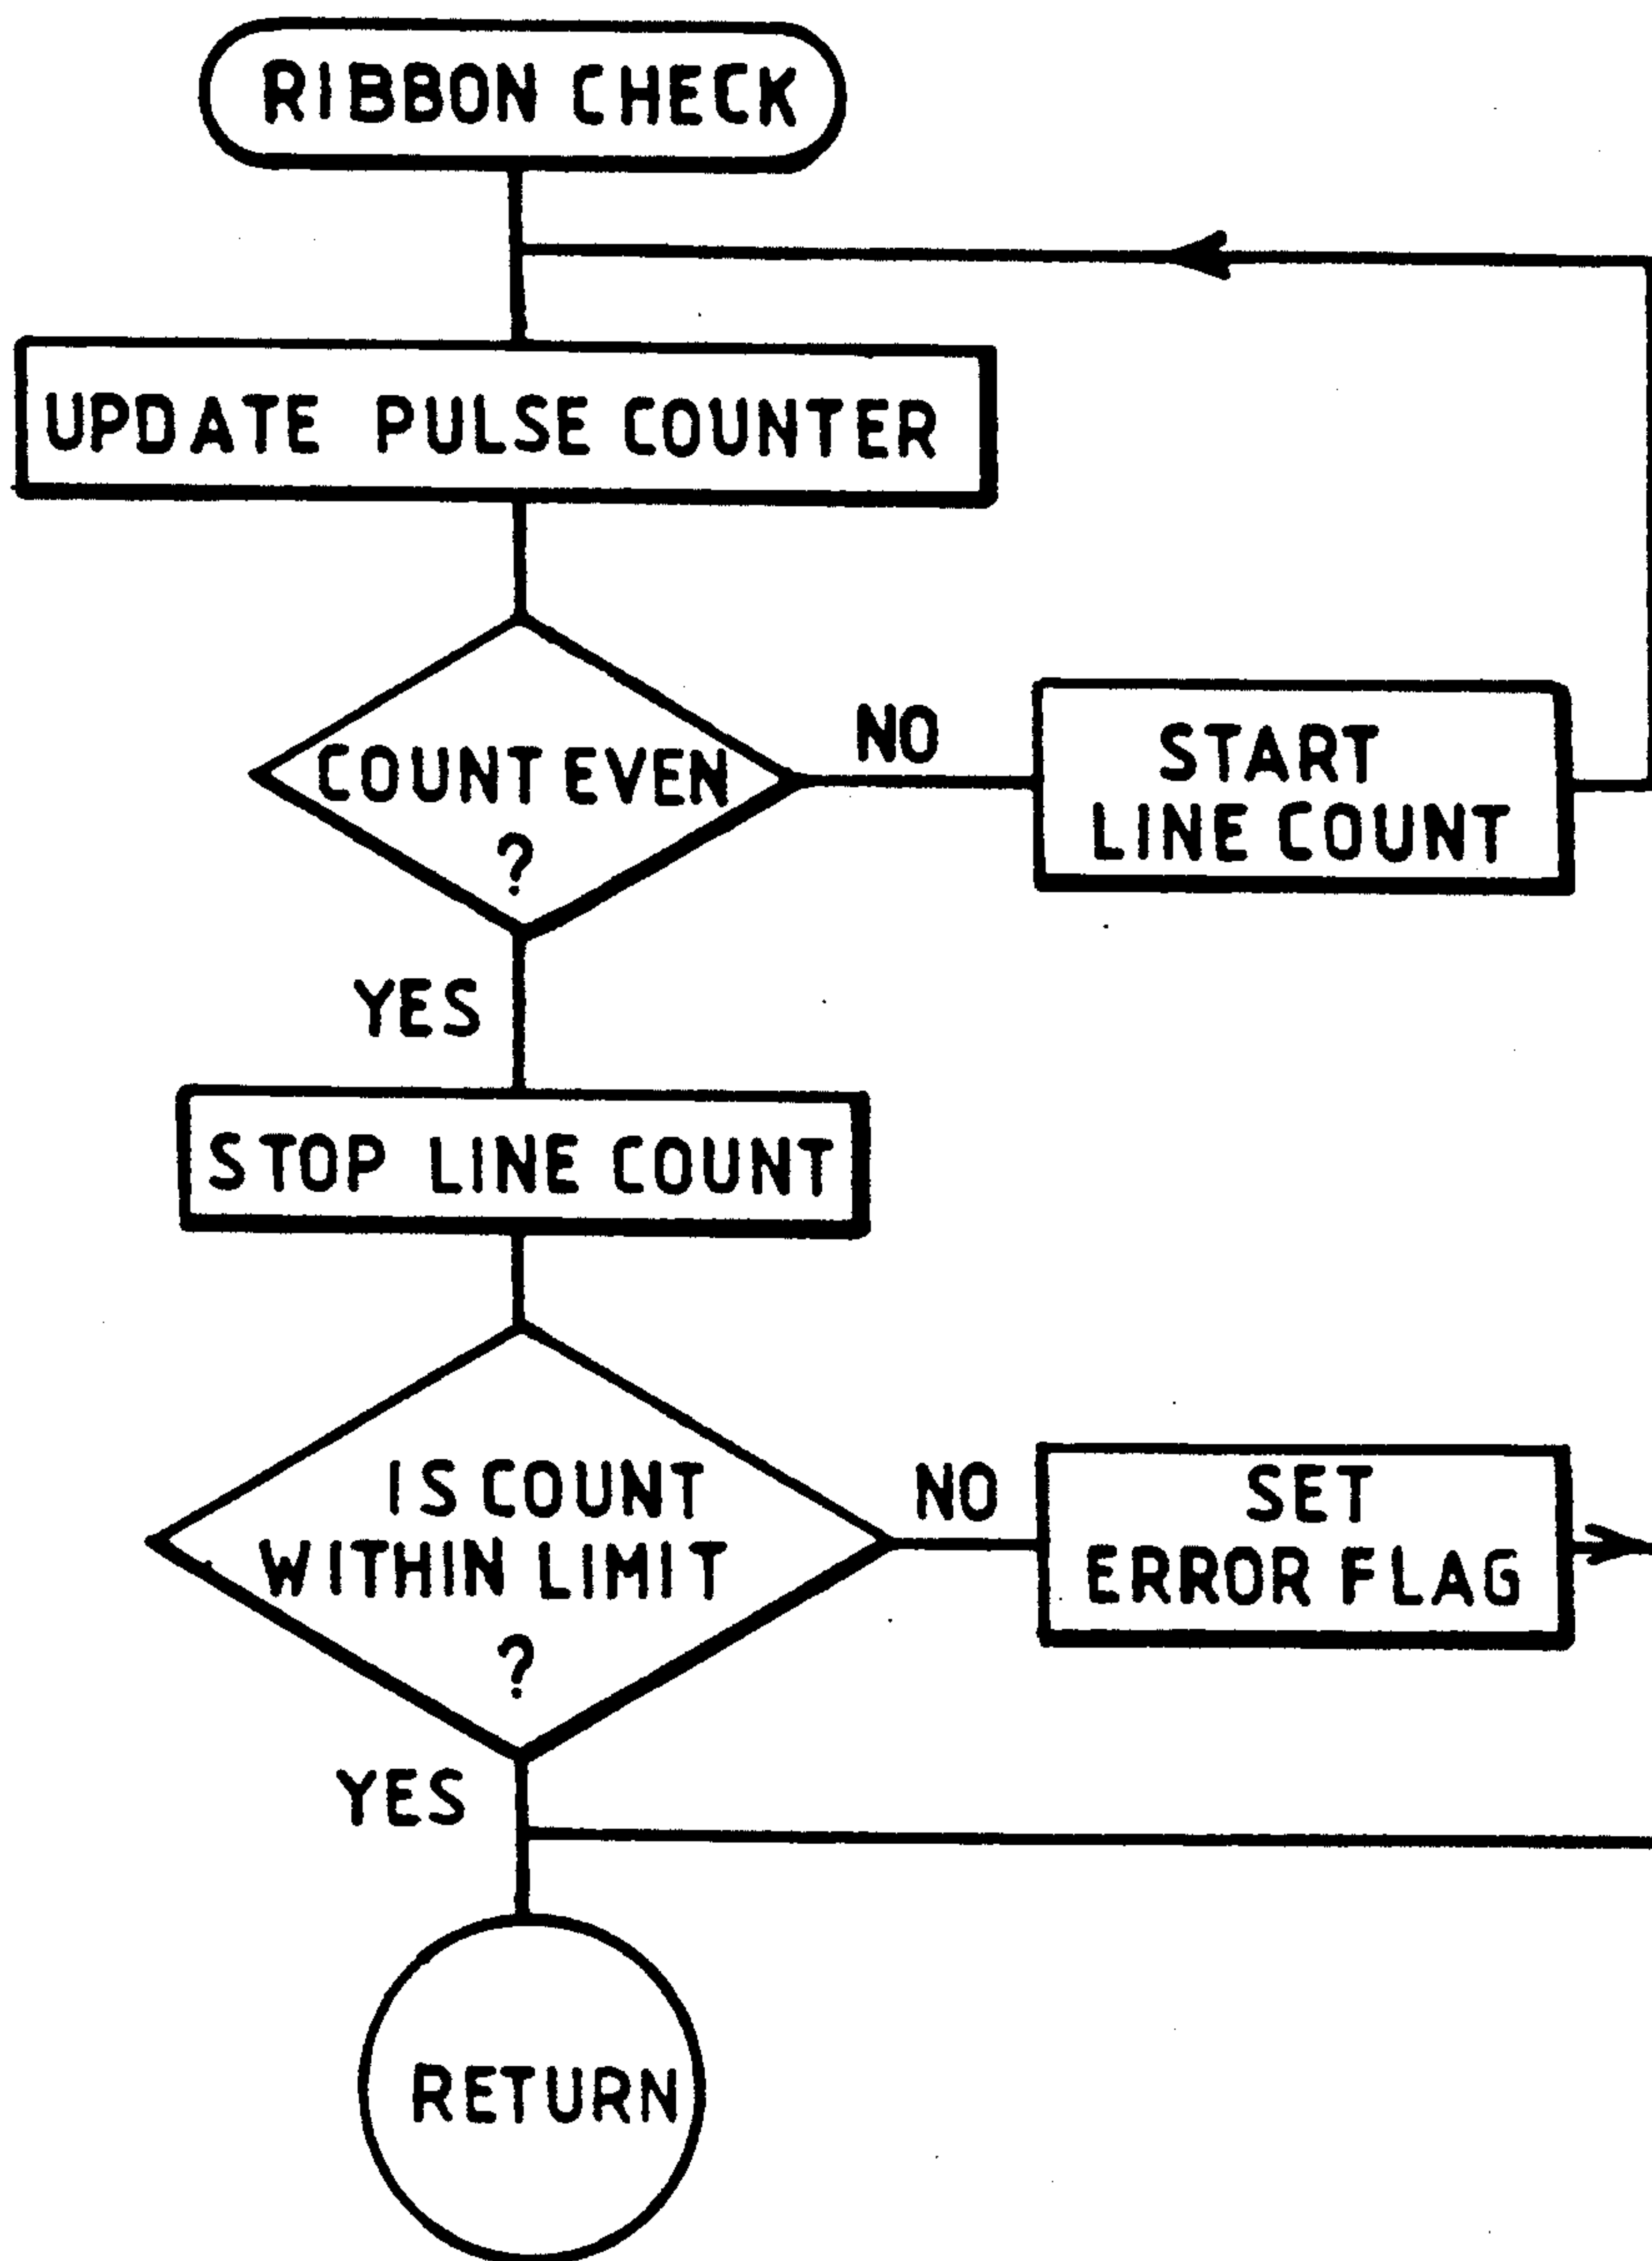 RIBBON CHECK
UPDATE PULSE COUNTER
COUNT EVEN
?
NO
START
LINE COUNT
YES
STOP LINE COUNT
IS COUNT
WITHIN LIMIT
?
NO
SET
ERROR FLAG
YES
RETURN